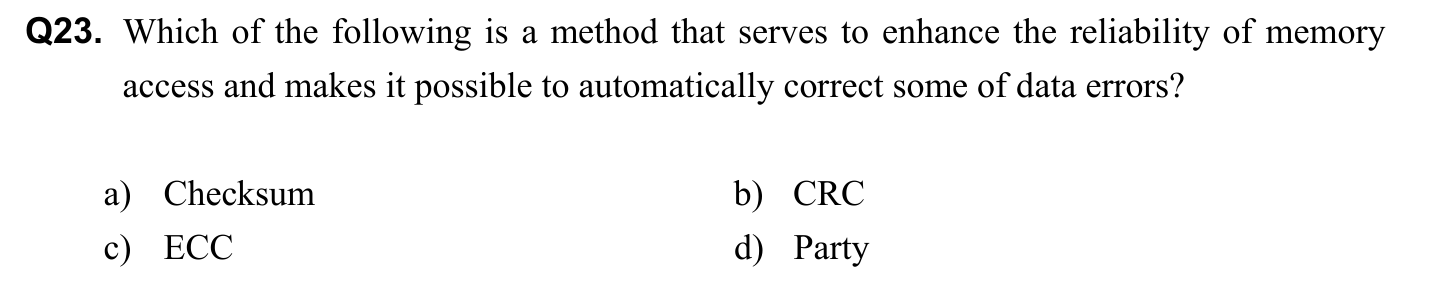 Q23. Which of the following is a method that serves to enhance the reliability of memory
access and makes it possible to automatically correct some of data errors?
a) Checksum b) CRC
c) ECC d) Party